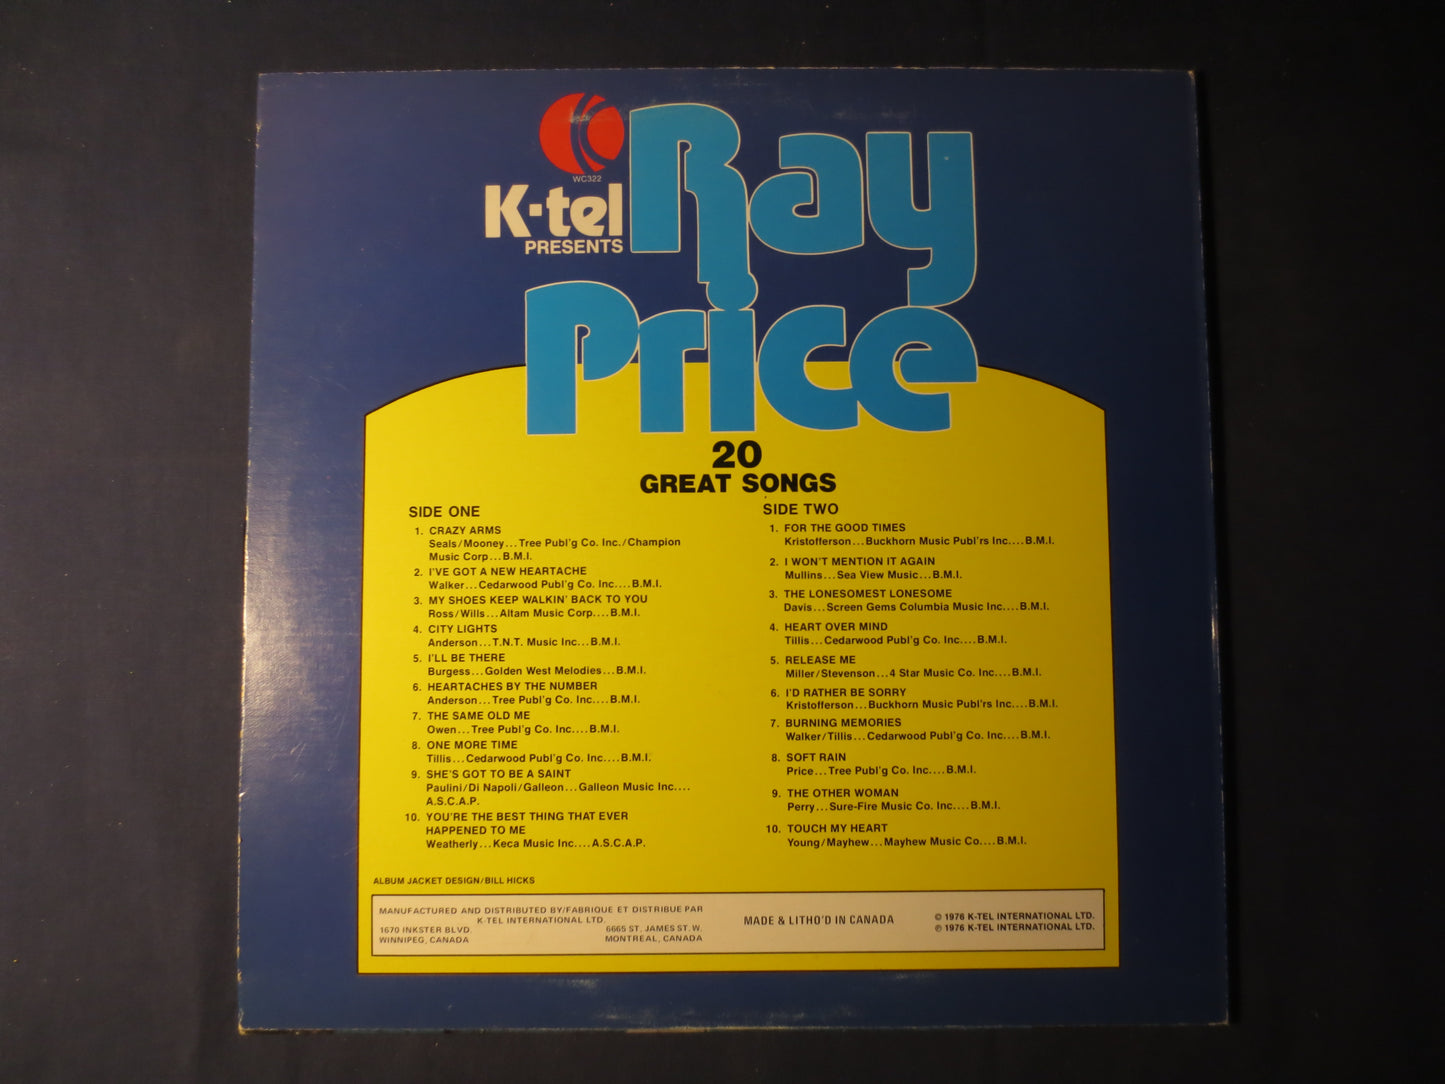 WC322
K-tel
PRESENTS
Ray
Price
20
GREAT SONGS
SIDE ONE
1. CRAZY ARMS
Seals/Mooney...Tree Publ'g Co. Inc./Champion
Music Corp...B.M.I.
2. I'VE GOT A NEW HEARTACHE
Walker...Cedarwood Publ'g Co. Inc....B.M.I.
3. MY SHOES KEEP WALKIN' BACK TO YOU
Ross/Wills...Altam Music Corp....B.M.I.
4. CITY LIGHTS
Anderson...T.N.T. Music Inc...B.M.I.
5. I'LL BE THERE
Burgess...Golden West Melodies...B.M.I.
6. HEARTACHES BY THE NUMBER
Anderson...Tree Publ'g Co. Inc....B.M.I.
7. THE SAME OLD ME
Owen...Tree Publ'g Co. Inc....B.M.I.
8. ONE MORE TIME
Tillis...Cedarwood Publ'g Co. Inc....B.M.I.
9. SHE'S GOT TO BE A SAINT
Paulini/Di Napoli/Galleon...Galleon Music Inc....
A.S.C.A.P.
10. YOU'RE THE BEST THING THAT EVER
HAPPENED TO ME
Weatherly...Keca Music Inc....A.S.C.A.P.
SIDE TWO
1. FOR THE GOOD TIMES
Kristofferson...Buckhorn Music Publ'rs Inc....B.M.I.
2. I WON'T MENTION IT AGAIN
Mullins...Sea View Music...B.M.I.
3. THE LONESOMEST LONESOME
Davis...Screen Gems Columbia Music Inc....B.M.I.
4. HEART OVER MIND
Tillis...Cedarwood Publ'g Co. Inc....B.M.I.
5. RELEASE ME
Miller/Stevenson...4 Star Music Co. Inc....B.M.I.
6. I'D RATHER BE SORRY
Kristofferson...Buckhorn Music Publ'rs Inc....B.M.I.
7. BURNING MEMORIES
Walker/Tillis...Cedarwood Publ'g Co. Inc....B.M.I.
8. SOFT RAIN
Price...Tree Publ'g Co. Inc....B.M.I.
9. THE OTHER WOMAN
Perry...Sure-Fire Music Co. Inc....B.M.I.
10. TOUCH MY HEART
Young/Mayhew...Mayhew Music Co....B.M.I.
ALBUM JACKET DESIGN/BILL HICKS
MANUFACTURED AND DISTRIBUTED BY/FABRIQUE ET DISTRIBUE PAR
K-TEL INTERNATIONAL LTD.
1670 INKSTER BLVD.
WINNIPEG, CANADA
6665 ST. JAMES ST. W.
MONTREAL, CANADA
MADE & LITHO'D IN CANADA
© 1976 K-TEL INTERNATIONAL LTD.
℗ 1976 K-TEL INTERNATIONAL LTD.